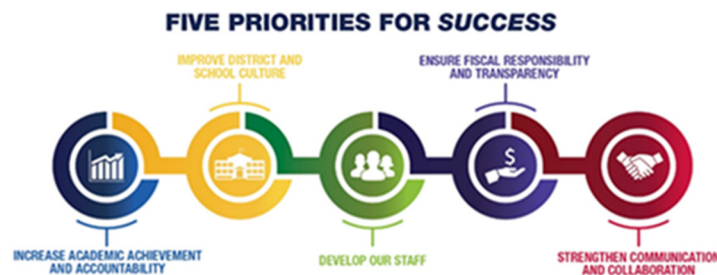 FIVE PRIORITIES FOR SUCCESS
IMPROVE DISTRICT AND
SCHOOL CULTURE
ENSURE FISCAL RESPONSIBILITY
AND TRANSPARENCY
$
INCREASE ACADEMIC ACHIEVEMENT
AND ACCOUNTABILITY
DEVELOP OUR STAFF
STRENGTHEN COMMUNICATION
AND COLLABORATION